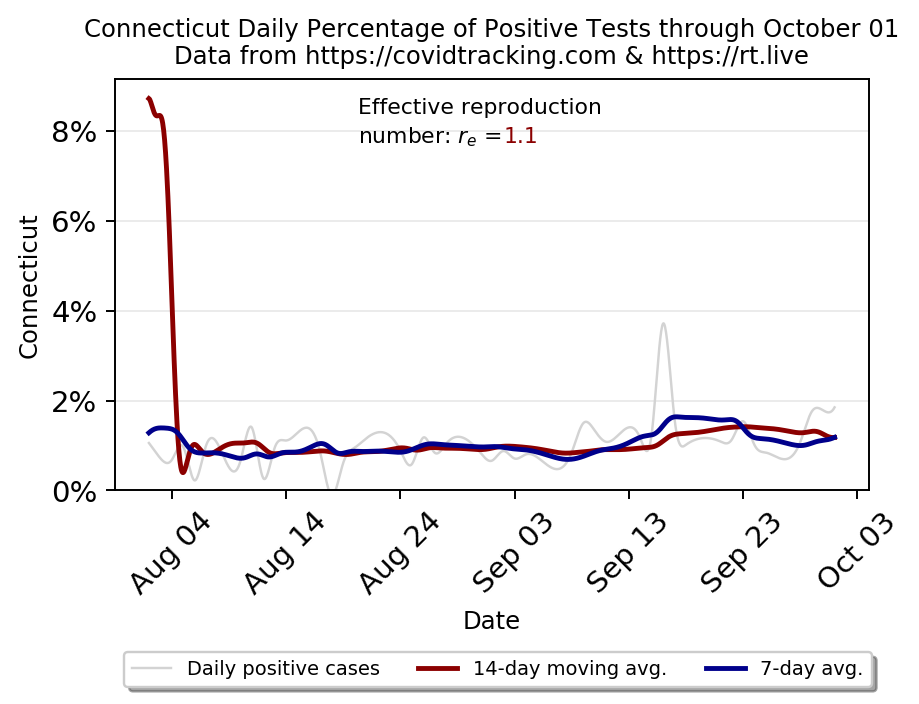 Connecticut Daily Percentage of Positive Tests through October 01
Data from https://covidtracking.com & https://rt.live
Effective reproduction
number: rₑ =1.1
8%
6%
4%
2%
0%
Connecticut
Aug 04
Aug 14
Aug 24
Sep 03
Sep 13
Sep 23
Oct 03
Date
Daily positive cases 14-day moving avg. 7-day avg.